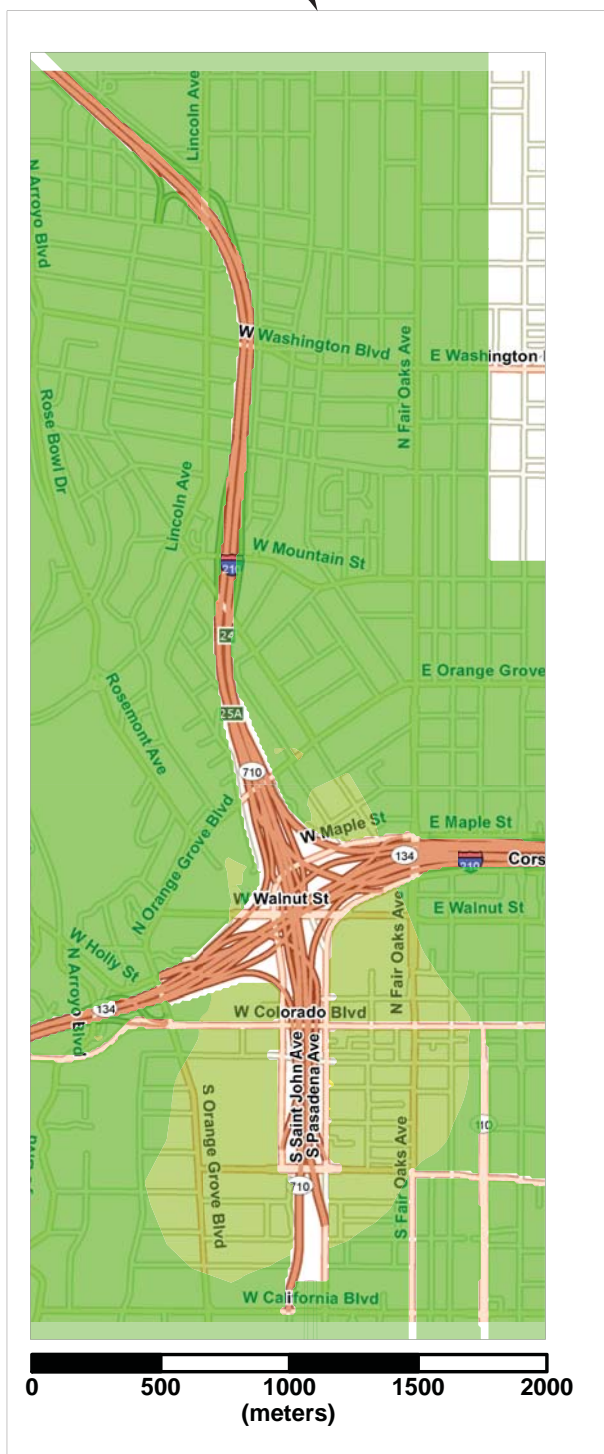 Lincoln Ave
N Arroyo Blvd
W Washington Blvd
E Washington
N Fair Oaks Ave
Rose Bowl Dr
Lincoln Ave
W Mountain St
210
24
E Orange Grove
Rosemont Ave
25A
710
N Orange Grove Blvd
W Maple St
E Maple St
134
210
Cors
W Walnut St
E Walnut St
N Fair Oaks Ave
W Holly St
N Arroyo Blvd
134
W Colorado Blvd
S Saint John Ave
S Pasadena Ave
S Orange Grove Blvd
S Fair Oaks Ave
110
710
W California Blvd
0 500 1000 1500 2000
(meters)